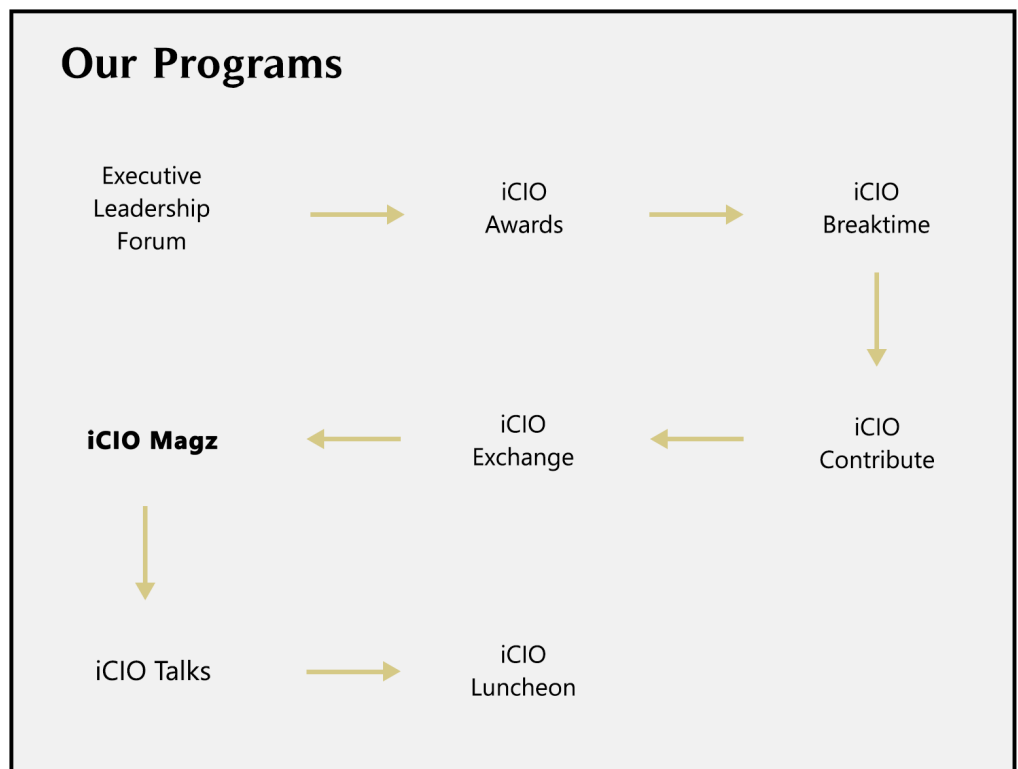 Our Programs
Executive
Leadership
Forum
iCIO
Awards
iCIO
Breaktime
iCIO Magz
iCIO
Exchange
iCIO
Contribute
iCIO Talks
iCIO
Luncheon